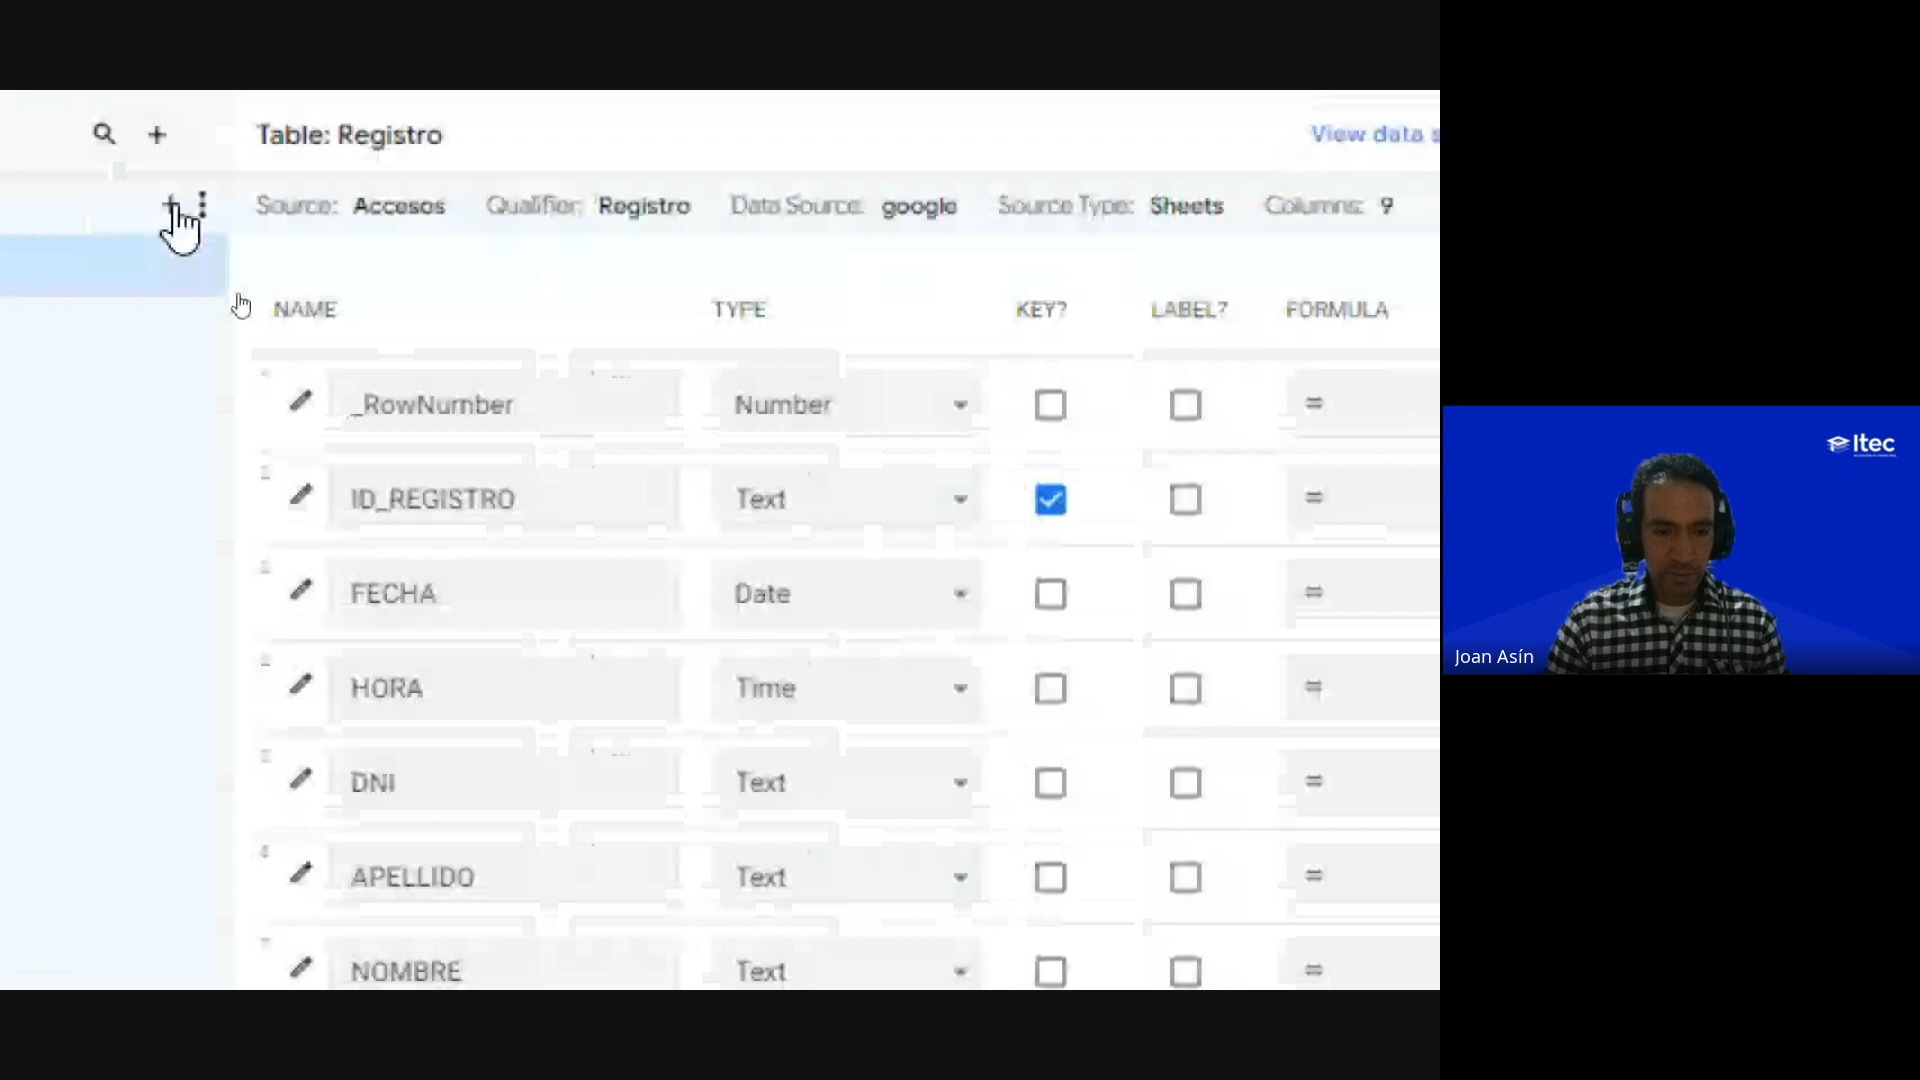 Table: Registro
View data
Source: Accesos Qualifier: Registro Data Source: google Source Type: Sheets Columns: 9
NAME TYPE KEY? LABEL? FORMULA
_RowNumber Number =
ID_REGISTRO Text =
FECHA Date =
HORA Time =
DNI Text =
APELLIDO Text =
NOMBRE Text =
Itec
Joan Asín